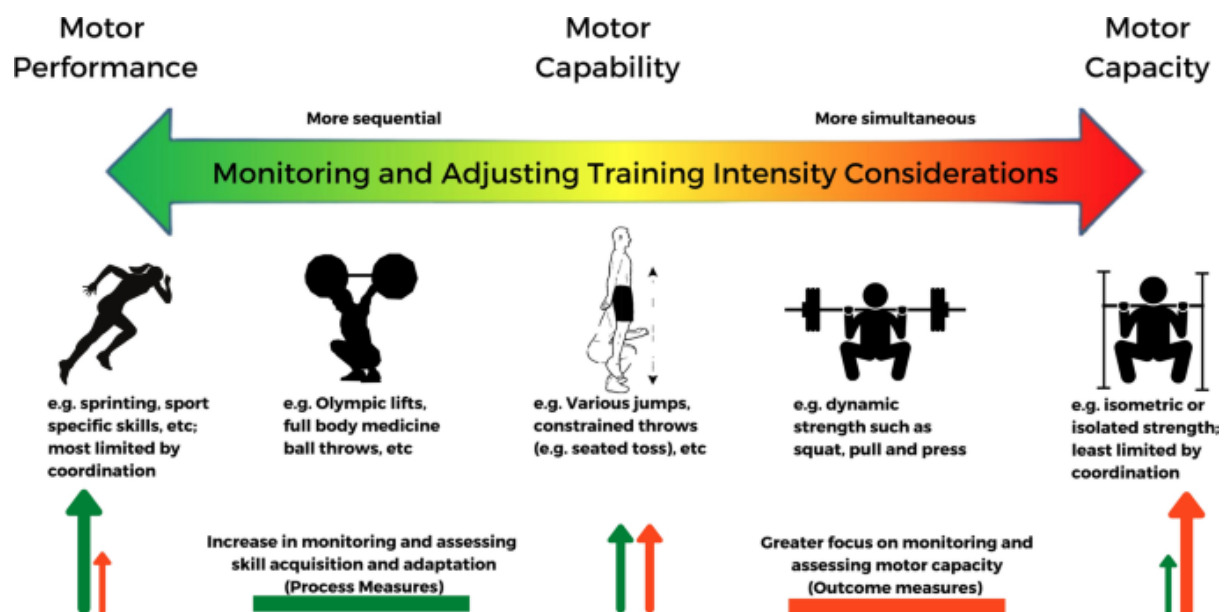 Motor
Performance
Motor
Capability
Motor
Capacity
More sequential
More simultaneous
Monitoring and Adjusting Training Intensity Considerations
e.g. sprinting, sport
specific skills, etc;
most limited by
coordination
e.g. Olympic lifts,
full body medicine
ball throws, etc
e.g. Various jumps,
constrained throws
(e.g. seated toss), etc
e.g. dynamic
strength such as
squat, pull and press
e.g. isometric or
isolated strength;
least limited by
coordination
Increase in monitoring and assessing
skill acquisition and adaptation
(Process Measures)
Greater focus on monitoring and
assessing motor capacity
(Outcome measures)